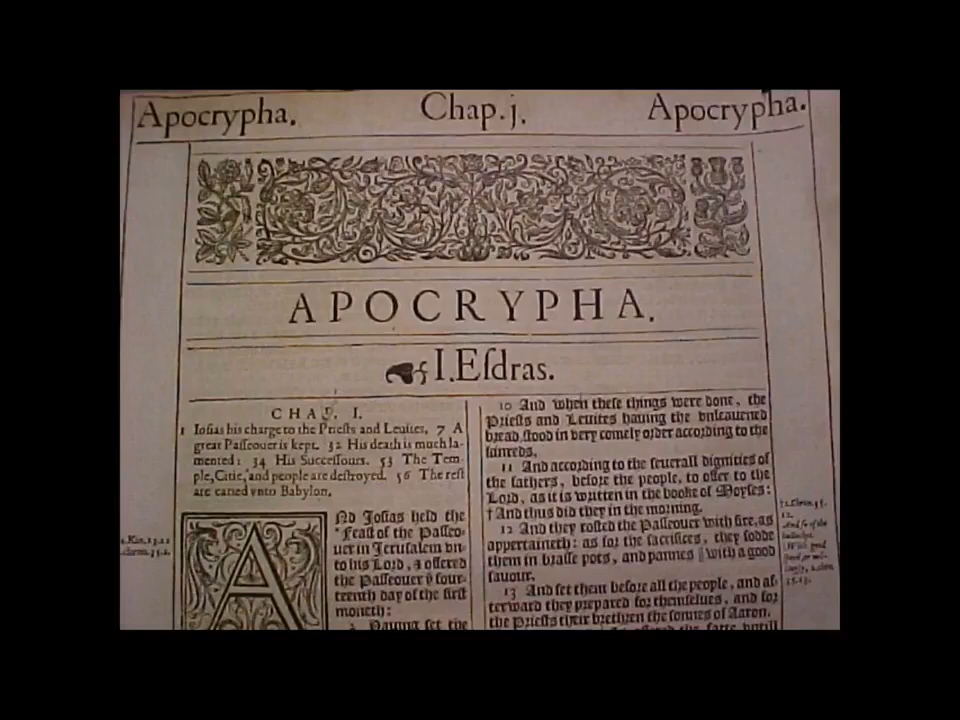 Apocrypha. Chap.j. Apocrypha.
APOCRYPHA.
I.Eſdras.
CHAP. I.
1 Ioſias his charge to the Prieſts and Leuites, 7 A
great Paſſeouer is kept. 32 His death is much la-
mented: 34 His Succeſſours. 53 The Tem-
ple, Citie, and people are deſtroyed. 56 The reſt
are caried vnto Babylon.
ANd Joſias held the
*Feaſt of the Paſſeo-
uer in Jeruſalem vn-
to his Lord, & offered
the Paſſeouer ẏ four-
teenth day of the firſt
moneth:
2 Hauing ſet the
10 And when theſe things were done, the
Prieſts and Leuites hauing the vnleauened
bread, ſtood in very comely order according to the
kinreds,
11 And according to the ſeuerall dignities of
the fathers, before the people, to offer to the
Lord, as it is written in the booke of Moyſes:
† And thus did they in the morning.
12 And they roſted the Paſſeouer with fire, as
appertaineth: as for the ſacrifices, they ſodde
them in braſſe pots, and pannes || with a good
ſauour.
13 And ſet them before all the people, and af-
terward they prepared for themſelues, and for
the Prieſts their brethren the ſonnes of Aaron.